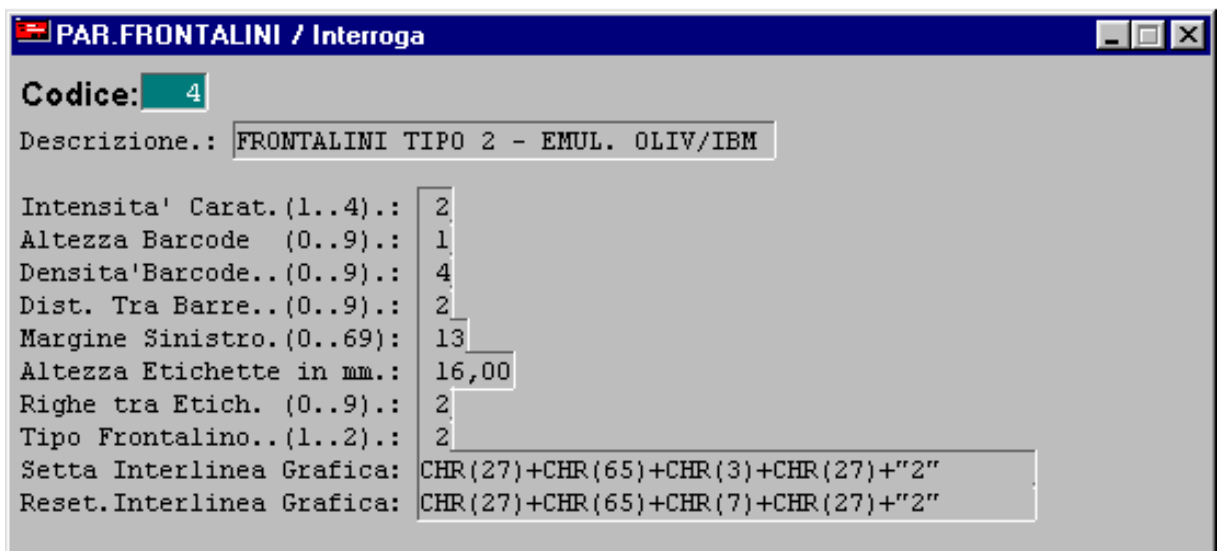 PAR.FRONTALINI / Interroga
Codice: 4
Descrizione.: FRONTALINI TIPO 2 - EMUL. OLIV/IBM
Intensita' Carat.(1..4).: 2
Altezza Barcode (0..9).: 1
Densita'Barcode..(0..9).: 4
Dist. Tra Barre..(0..9).: 2
Margine Sinistro.(0..69): 13
Altezza Etichette in mm.: 16,00
Righe tra Etich. (0..9).: 2
Tipo Frontalino..(1..2).: 2
Setta Interlinea Grafica: CHR(27)+CHR(65)+CHR(3)+CHR(27)+"2"
Reset.Interlinea Grafica: CHR(27)+CHR(65)+CHR(7)+CHR(27)+"2"